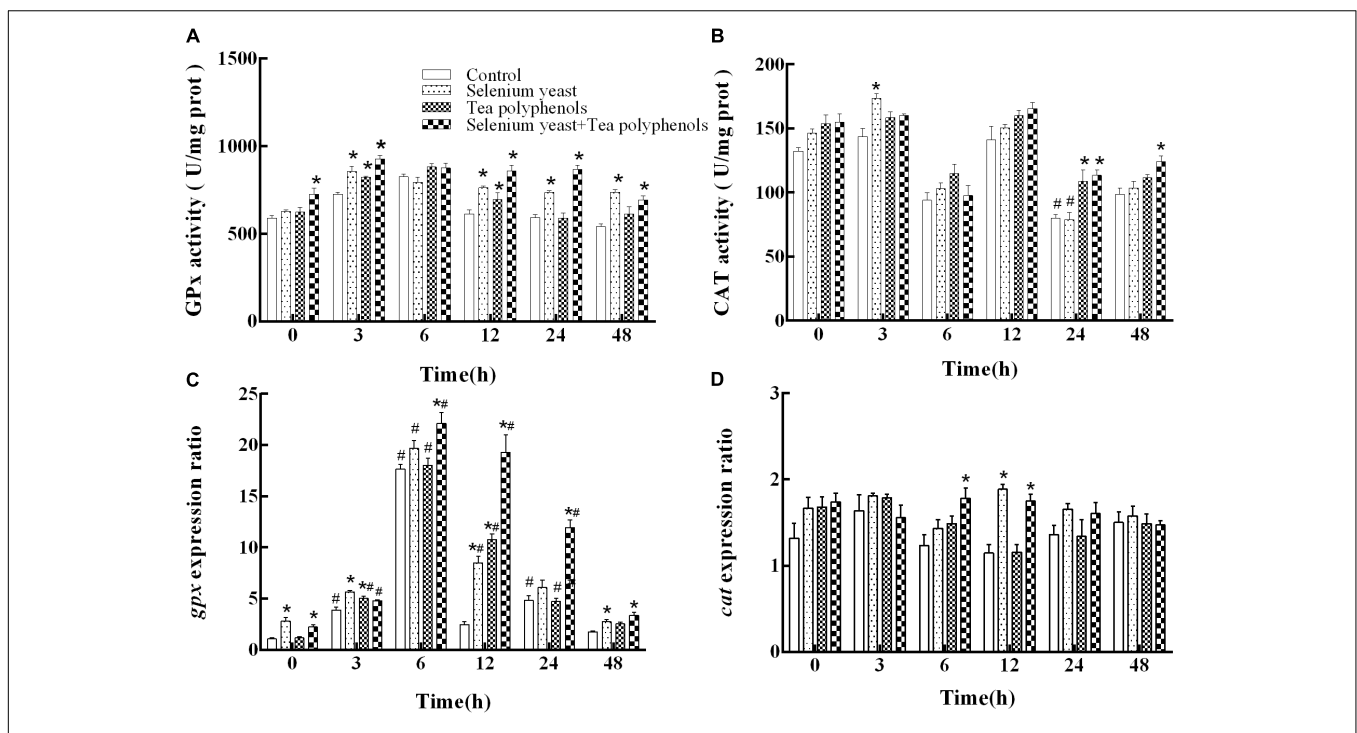 A
GPx activity ( U/mg prot )
1500
1000
500
0
Control
Selenium yeast
Tea polyphenols
Selenium yeast+Tea polyphenols
*
* * *
* * *
* *
* *
0 3 6 12 24 48
Time(h)
B
CAT activity ( U/mg prot )
200
150
100
50
0
*
# # * *
*
0 3 6 12 24 48
Time(h)
C
gpx expression ratio
25
20
15
10
5
0
* *
# * *# #
# # # *#
*# *# *#
# # *#
* *
0 3 6 12 24 48
Time(h)
D
cat expression ratio
3
2
1
0
*
* *
0 3 6 12 24 48
Time(h)